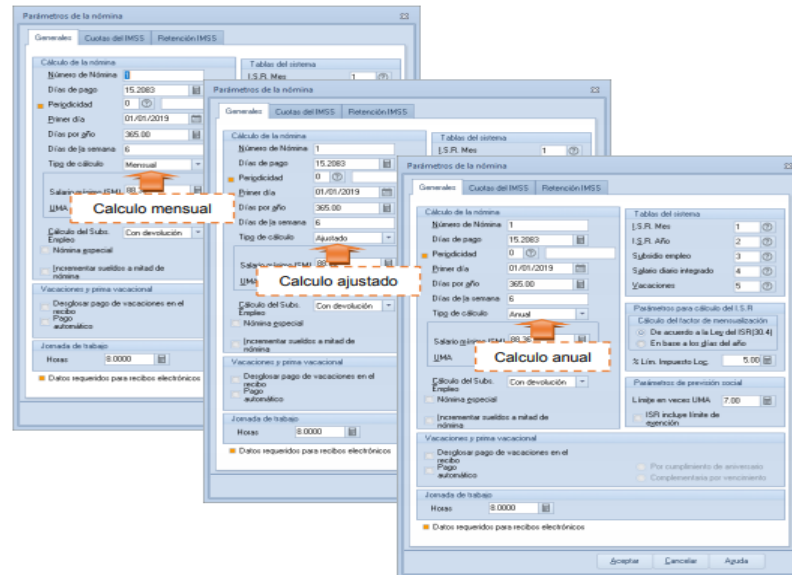 Parámetros de la nómina
Generales Cuotas del IMSS Retención IMSS
Cálculo de la nómina
Tablas del sistema
Número de Nómina 1
I.S.R. Mes 1
Días de pago 15.2083
Periodicidad 0
Primer día 01/01/2019
Días por año 365.00
Días de la semana 6
Tipo de cálculo Mensual
Salario mínimo (SM)
UMA
Calculo mensual
Cálculo del Subs. Empleo Con devolución
Nómina especial
Incrementar sueldos a mitad de nómina
Vacaciones y prima vacacional
Desglosar pago de vacaciones en el recibo
Pago automático
Jornada de trabajo
Horas 8.0000
Datos requeridos para recibos electrónicos
Parámetros de la nómina
Generales Cuotas del IMSS Retención IMSS
Cálculo de la nómina
Tablas del sistema
Número de Nómina 1
I.S.R. Mes 1
Días de pago 15.2083
Periodicidad 0
Primer día 01/01/2019
Días por año 365.00
Días de la semana 6
Tipo de cálculo Ajustado
Salario mínimo (SM)
UMA
Calculo ajustado
Cálculo del Subs. Empleo Con devolución
Nómina especial
Incrementar sueldos a mitad de nómina
Vacaciones y prima vacacional
Desglosar pago de vacaciones en el recibo
Pago automático
Jornada de trabajo
Horas 8.0000
Datos requeridos para recibos electrónicos
Parámetros de la nómina
Generales Cuotas del IMSS Retención IMSS
Cálculo de la nómina
Número de Nómina 1
Días de pago 15.2083
Periodicidad 0
Primer día 01/01/2019
Días por año 365.00
Días de la semana 6
Tipo de cálculo Anual
Salario mínimo (SM)
UMA
Calculo anual
Cálculo del Subs. Empleo Con devolución
Nómina especial
Incrementar sueldos a mitad de nómina
Tablas del sistema
I.S.R. Mes 1
I.S.R. Año 2
Subsidio empleo 3
Salario diario integrado 4
Vacaciones 5
Parámetros para cálculo del I.S.R
Cálculo del factor de mensualización
De acuerdo a la Ley del ISR(30.4)
En base a los días del año
% Lím. Impuesto Loc. 5.00
Parámetros de previsión social
Límite en veces UMA 7.00
ISR incluye límite de exención
Vacaciones y prima vacacional
Desglosar pago de vacaciones en el recibo
Pago automático
Por cumplimiento de aniversario
Complementaria por vencimiento
Jornada de trabajo
Horas 8.0000
Datos requeridos para recibos electrónicos
Aceptar Cancelar Ayuda